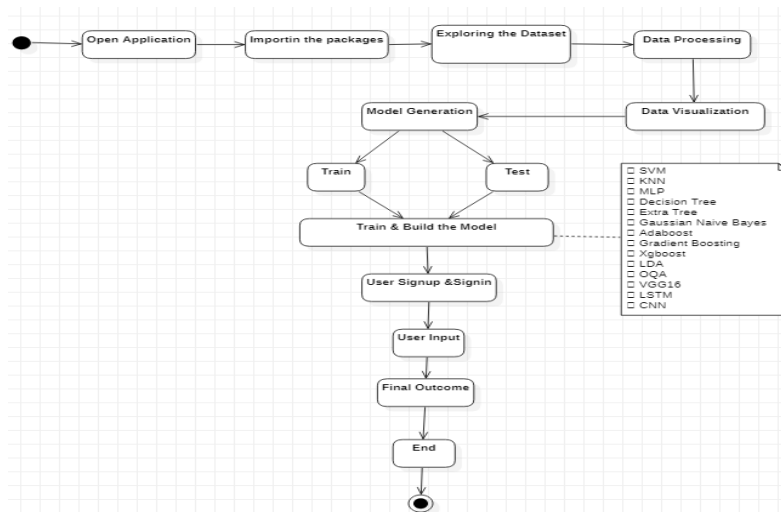 Open Application
Importin the packages
Exploring the Dataset
Data Processing
Data Visualization
Model Generation
Train
Test
Train & Build the Model
SVM
KNN
MLP
Decision Tree
Extra Tree
Gaussian Naive Bayes
Adaboost
Gradient Boosting
Xgboost
LDA
OQA
VGG16
LSTM
CNN
User Signup &Signin
User Input
Final Outcome
End